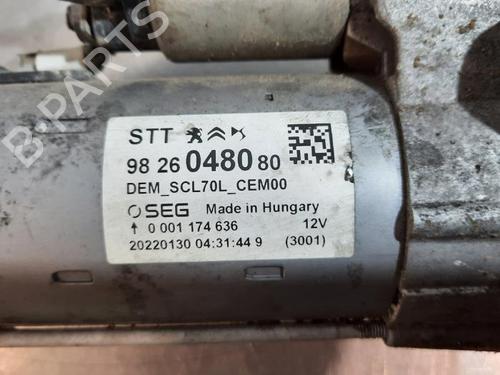 STT
98 26 0480 80
DEM_SCL70L_CEM00
SEG Made in Hungary
↑ 0 001 174 636 12V
20220130 04:31:44 9 (3001)
B-PARTS